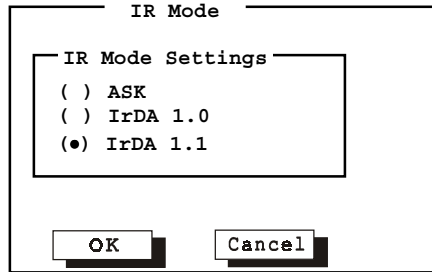 IR Mode
IR Mode Settings
( ) ASK
( ) IrDA 1.0
(•) IrDA 1.1
OK Cancel